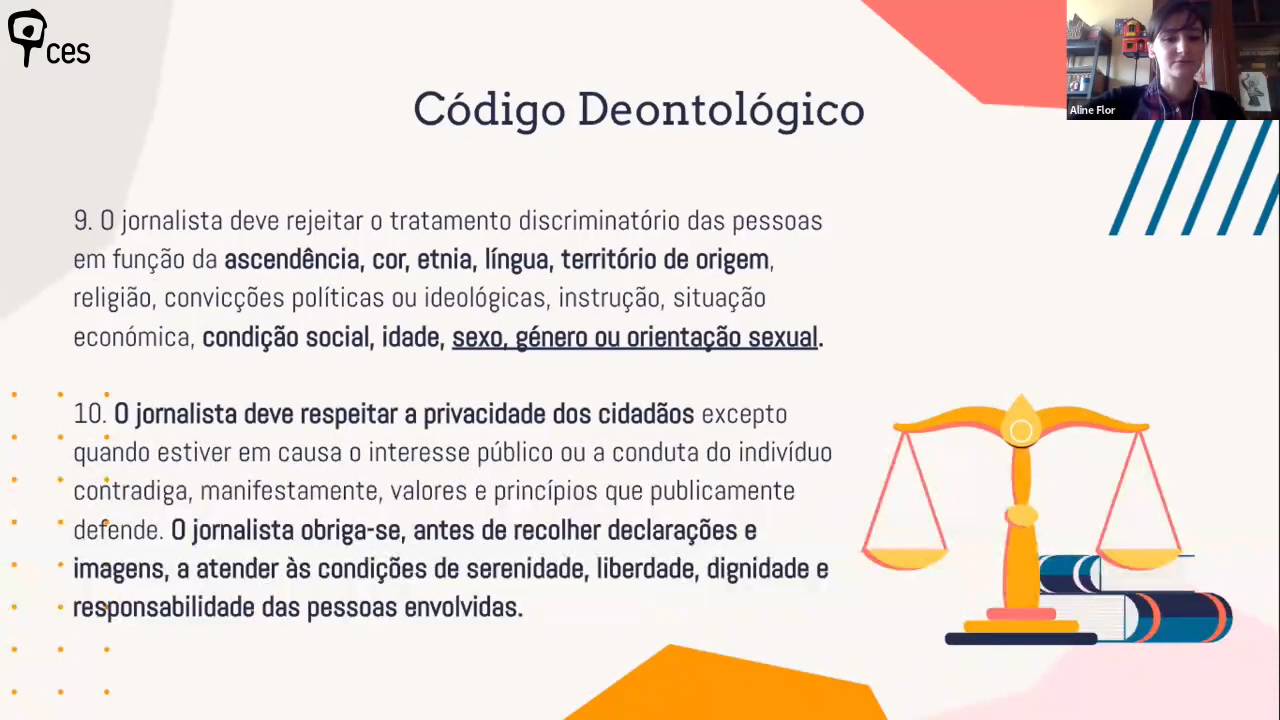 ces
Aline Flor
Código Deontológico
9. O jornalista deve rejeitar o tratamento discriminatório das pessoas
em função da ascendência, cor, etnia, língua, território de origem,
religião, convicções políticas ou ideológicas, instrução, situação
económica, condição social, idade, sexo, género ou orientação sexual.
10. O jornalista deve respeitar a privacidade dos cidadãos excepto
quando estiver em causa o interesse público ou a conduta do indivíduo
contradiga, manifestamente, valores e princípios que publicamente
defende. O jornalista obriga-se, antes de recolher declarações e
imagens, a atender às condições de serenidade, liberdade, dignidade e
responsabilidade das pessoas envolvidas.